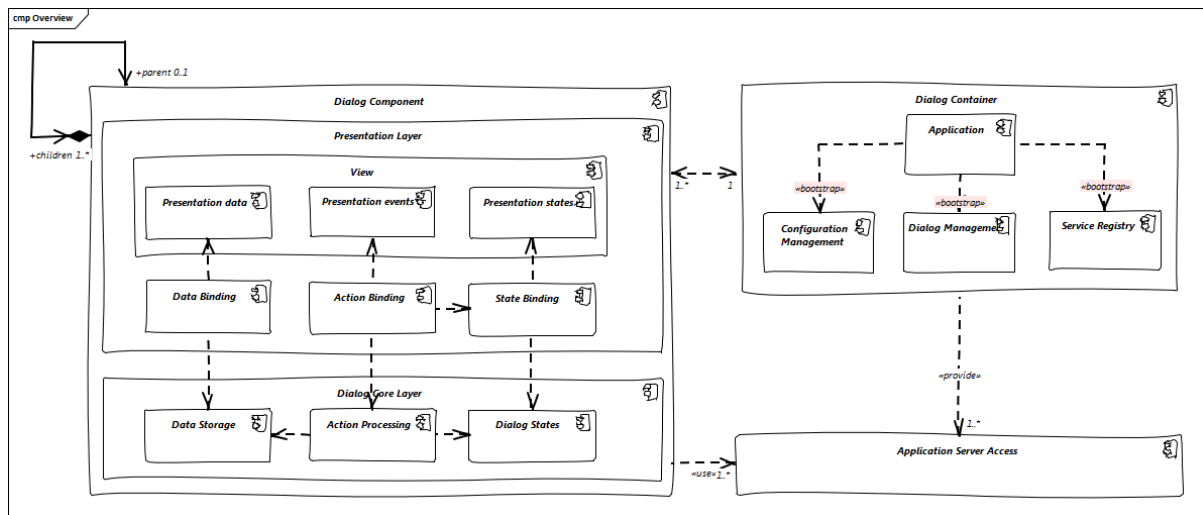 cmp Overview
+parent 0..1
+children 1..*
Dialog Component
Presentation Layer
View
Presentation data
Presentation events
Presentation states
Data Binding
Action Binding
State Binding
Dialog Core Layer
Data Storage
Action Processing
Dialog States
1..*
1
Dialog Container
Application
«bootstrap»
«bootstrap»
«bootstrap»
Configuration
Management
Dialog Management
Service Registry
«provide»
1..*
«use»
1..*
Application Server Access